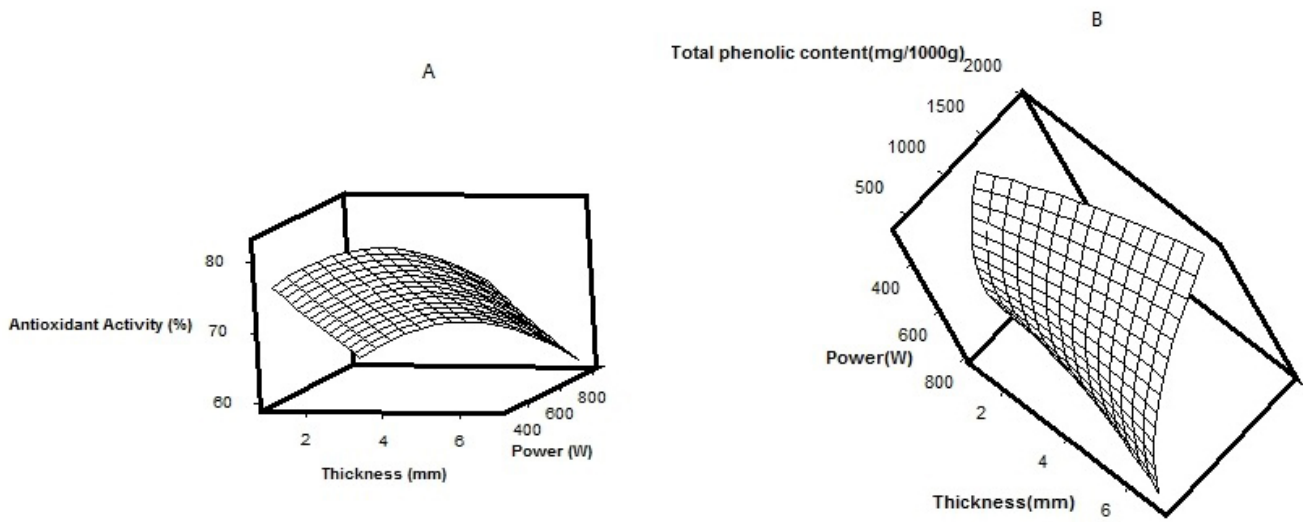 A
80
Antioxidant Activity (%)
70
60
2
4
6
400
600
800
Power (W)
Thickness (mm)
B
Total phenolic content(mg/1000g)
2000
1500
1000
500
400
600
Power(W)
800
2
4
Thickness(mm)
6